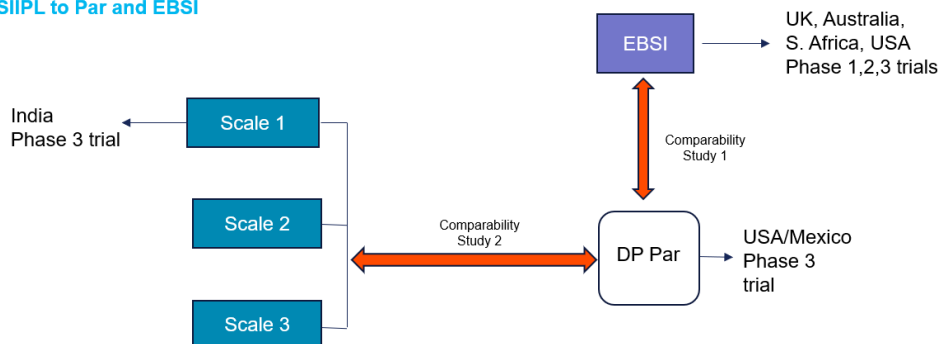 SIIPL to Par and EBSI
EBSI
UK, Australia,
S. Africa, USA
Phase 1,2,3 trials
India
Phase 3 trial
Scale 1
Comparability
Study 1
Scale 2
Comparability
Study 2
DP Par
USA/Mexico
Phase 3
trial
Scale 3